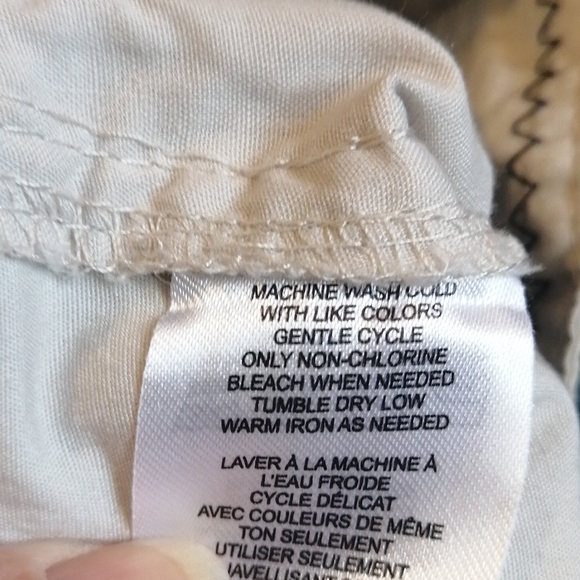 MACHINE WASH COLD
WITH LIKE COLORS
GENTLE CYCLE
ONLY NON-CHLORINE
BLEACH WHEN NEEDED
TUMBLE DRY LOW
WARM IRON AS NEEDED
LAVER À LA MACHINE À
L'EAU FROIDE
CYCLE DÉLICAT
AVEC COULEURS DE MÊME
TON SEULEMENT
UTILISER SEULEMENT